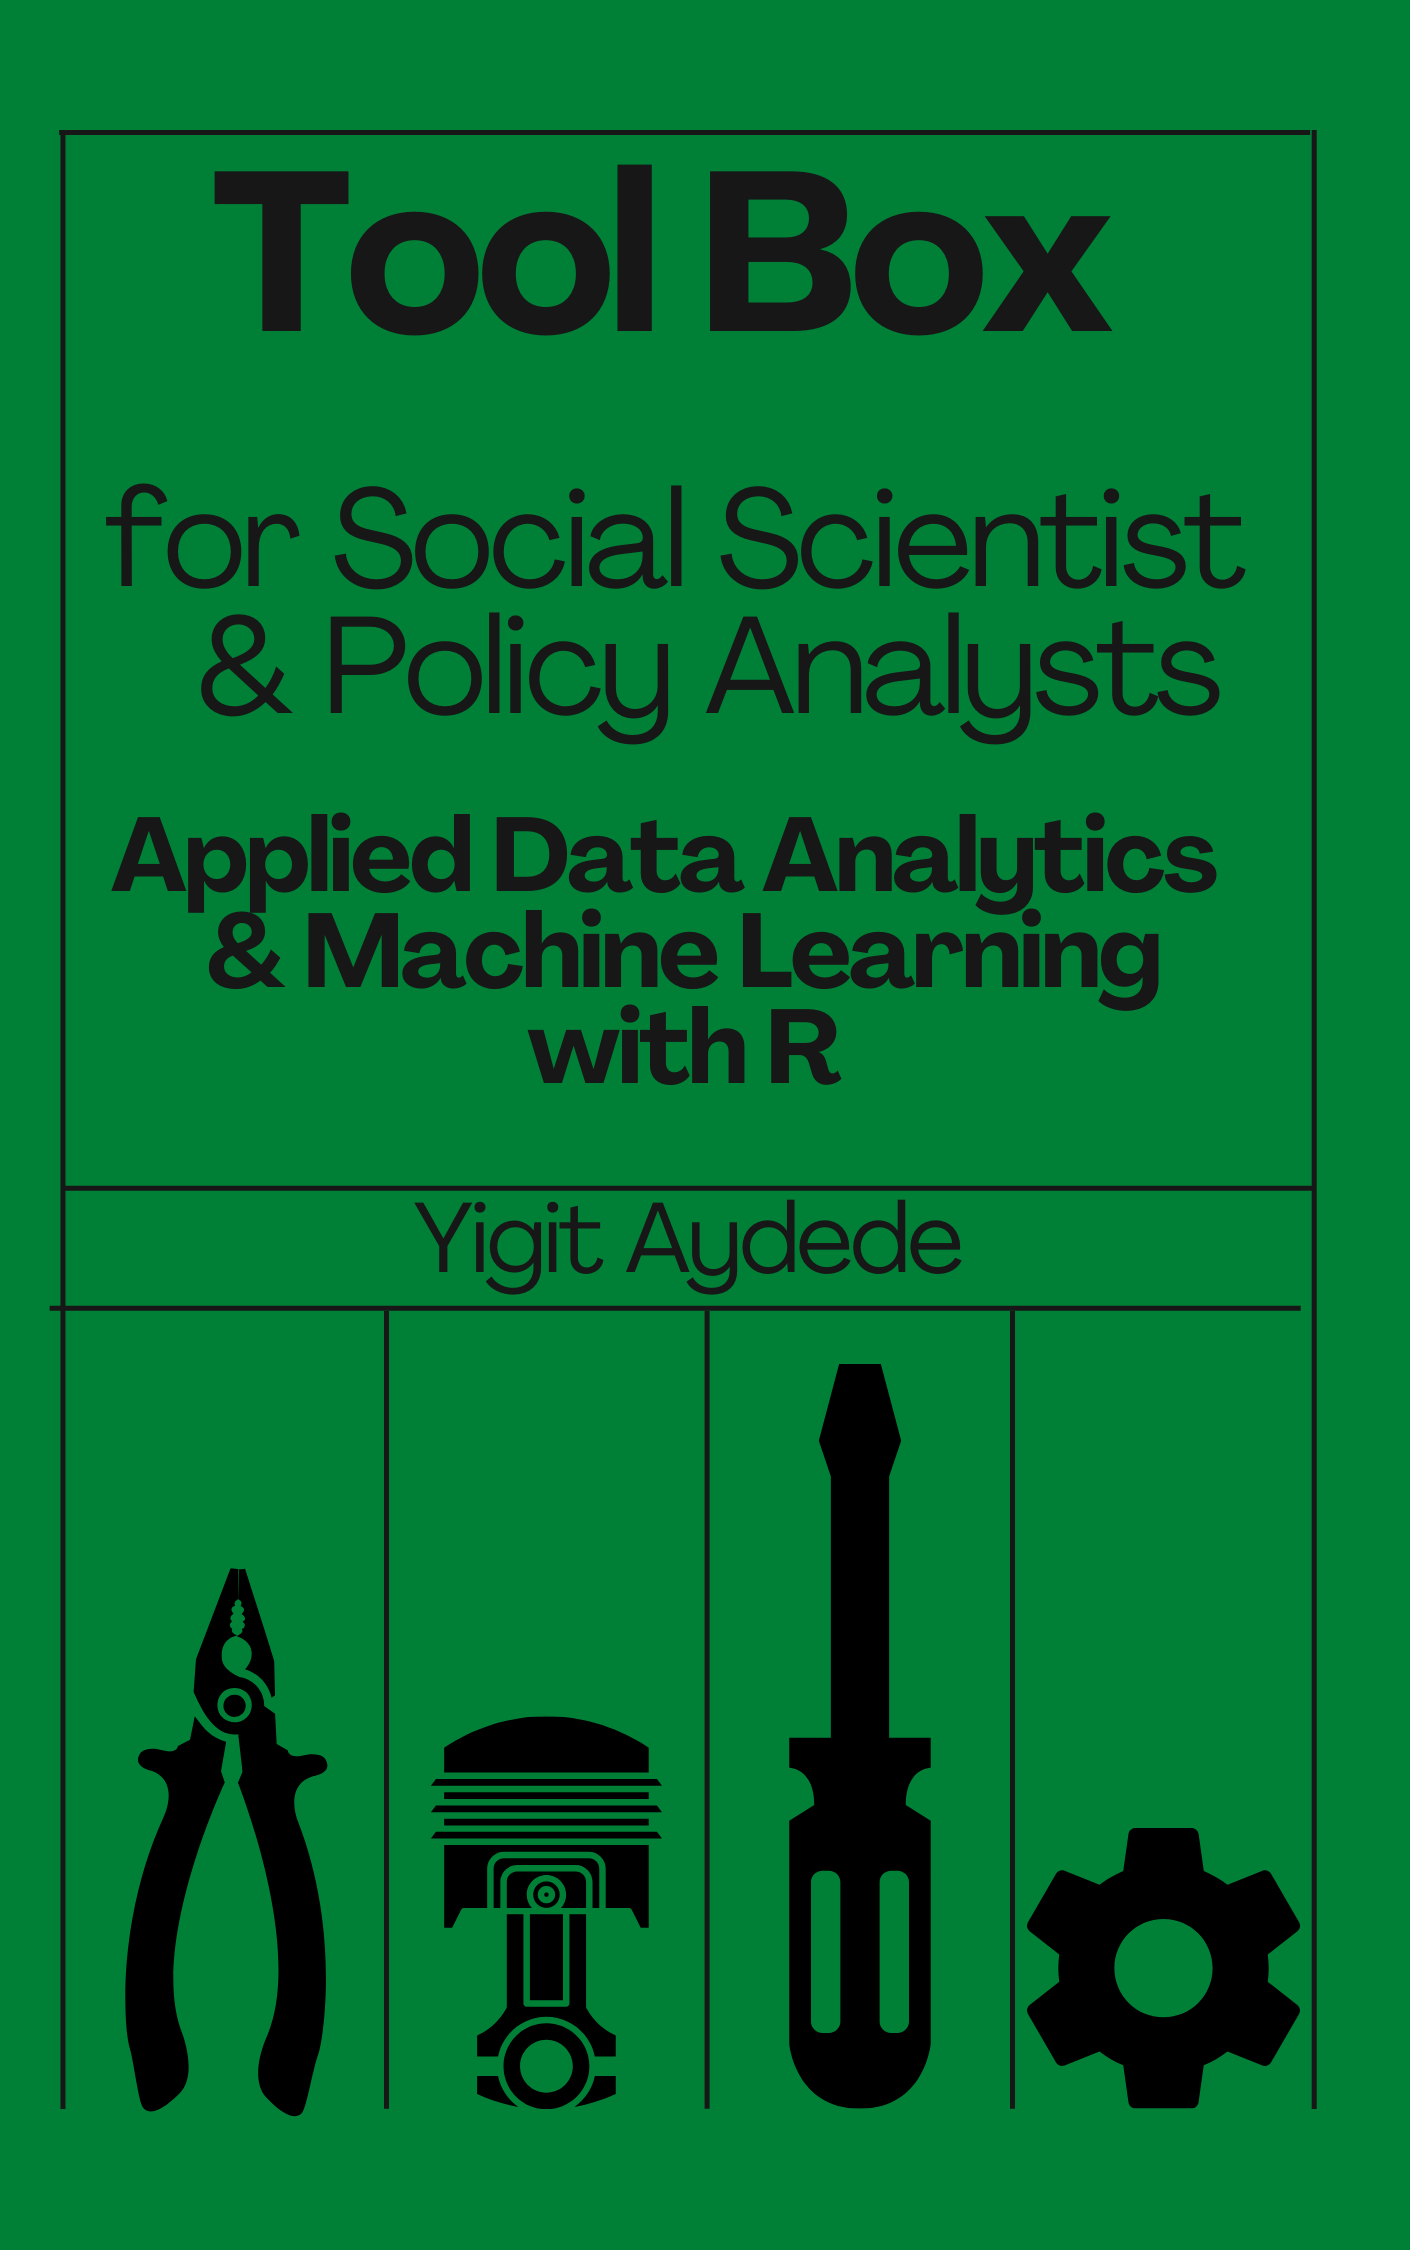 Tool Box
for Social Scientist
& Policy Analysts
Applied Data Analytics
& Machine Learning
with R
Yigit Aydede